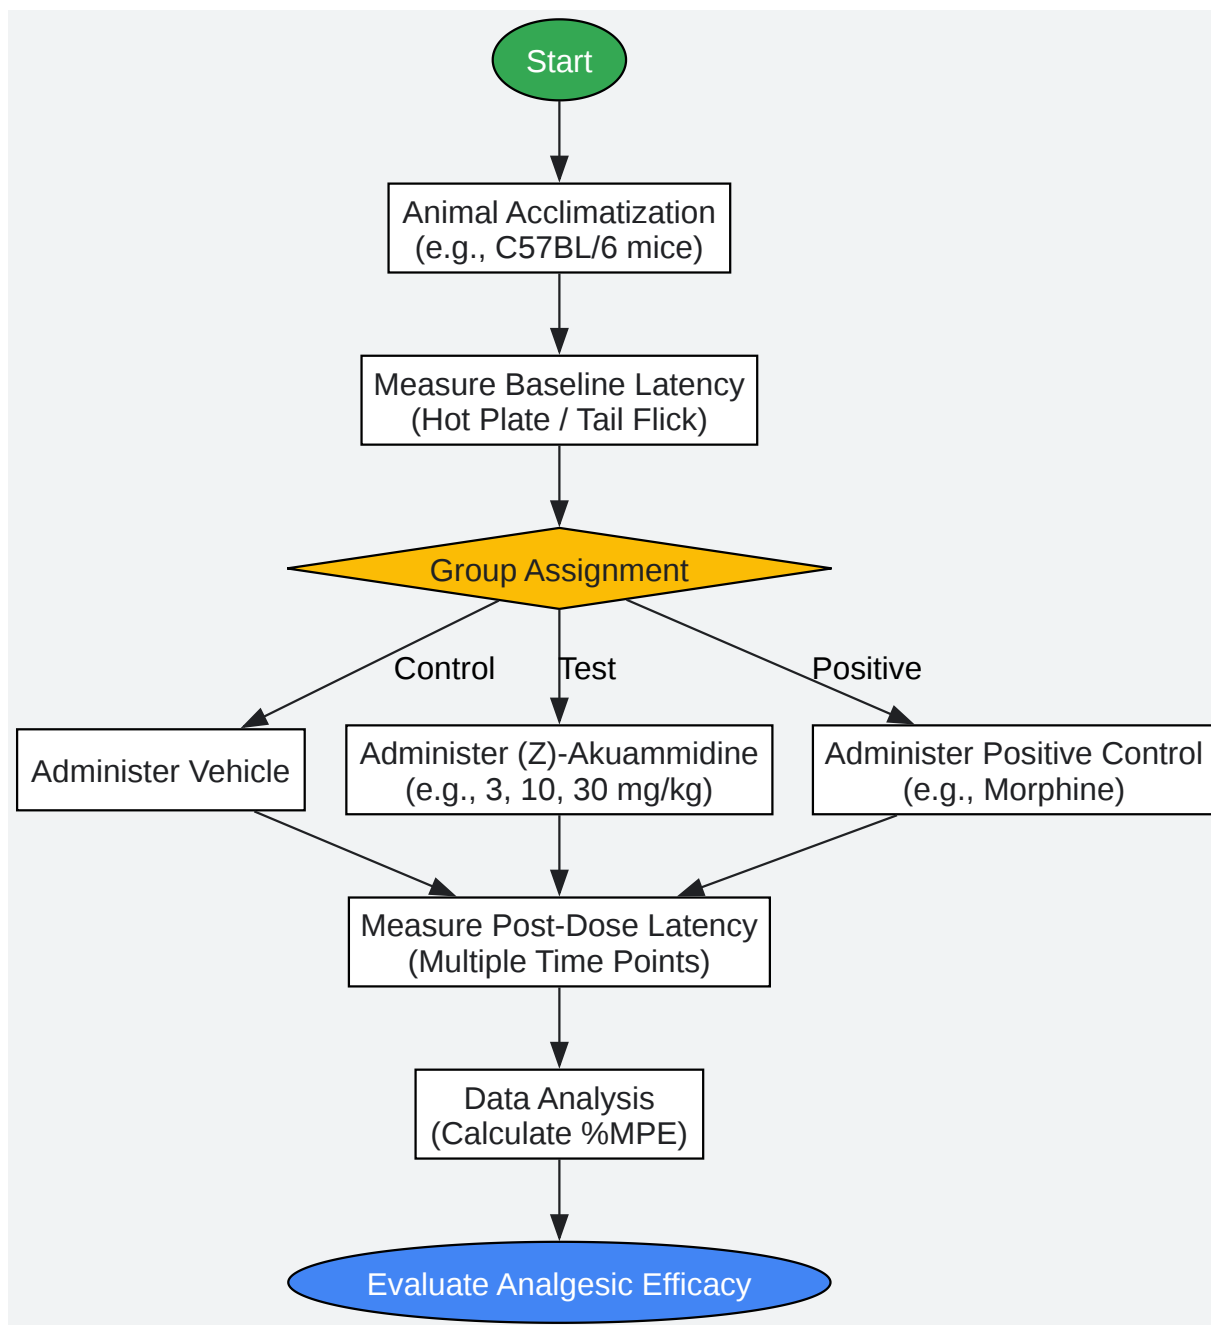 Start
Animal Acclimatization
(e.g., C57BL/6 mice)
Measure Baseline Latency
(Hot Plate / Tail Flick)
Group Assignment
Control
Test
Positive
Administer Vehicle
Administer (Z)-Akuammidine
(e.g., 3, 10, 30 mg/kg)
Administer Positive Control
(e.g., Morphine)
Measure Post-Dose Latency
(Multiple Time Points)
Data Analysis
(Calculate %MPE)
Evaluate Analgesic Efficacy